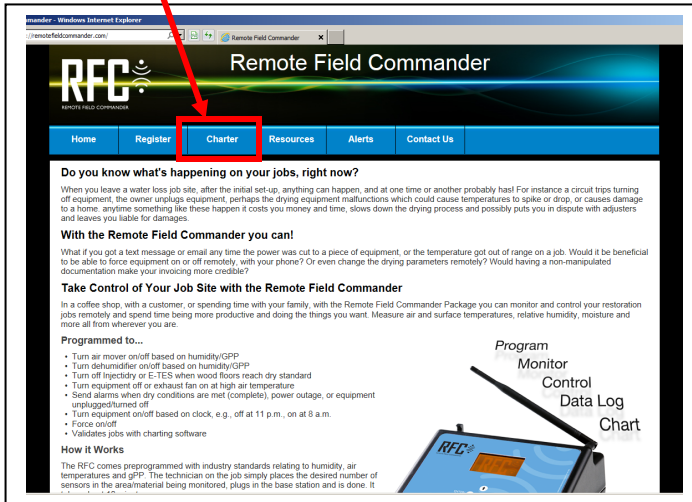 mmander - Windows Internet Explorer
://remotefieldcommander.com/
Remote Field Commander
x
RFC
REMOTE FIELD COMMANDER
Remote Field Commander
Home Register Charter Resources Alerts Contact Us
Do you know what's happening on your jobs, right now?
When you leave a water loss job site, after the initial set-up, anything can happen, and at one time or another probably has! For instance a circuit trips turning
off equipment, the owner unplugs equipment, perhaps the drying equipment malfunctions which could cause temperatures to spike or drop, or causes damage
to a home. anytime something like these happen it costs you money and time, slows down the drying process and possibly puts you in dispute with adjusters
and leaves you liable for damages.
With the Remote Field Commander you can!
What if you got a text message or email any time the power was cut to a piece of equipment, or the temperature got out of range on a job. Would it be beneficial
to be able to force equipment on or off remotely, with your phone? Or even change the drying parameters remotely? Would having a non-manipulated
documentation make your invoicing more credible?
Take Control of Your Job Site with the Remote Field Commander
In a coffee shop, with a customer, or spending time with your family, with the Remote Field Commander Package you can monitor and control your restoration
jobs remotely and spend time being more productive and doing the things you want. Measure air and surface temperatures, relative humidity, moisture and
more all from wherever you are.
Programmed to...
• Turn air mover on/off based on humidity/GPP
• Turn dehumidifier on/off based on humidity/GPP
• Turn off Injectidry or E-TES when wood floors reach dry standard
• Turn equipment off or exhaust fan on at high air temperature
• Send alarms when dry conditions are met (complete), power outage, or equipment
unplugged/turned off
• Turn equipment on/off based on clock, e.g., off at 11 p.m., on at 8 a.m.
• Force on/off
• Validates jobs with charting software
How it Works
The RFC comes preprogrammed with industry standards relating to humidity, air
temperatures and gPP. The technician on the job simply places the desired number of
sensors in the area/material being monitored, plugs in the base station and is done. It
Program
Monitor
Control
Data Log
Chart
RFC